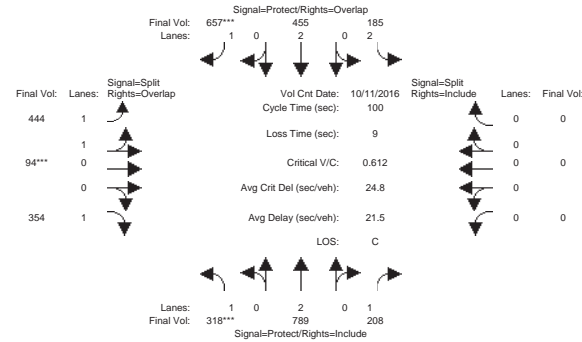 Signal=Protect/Rights=Overlap
Final Vol: 657*** 455 185
Lanes: 1 0 2 0 2
Signal=Split Signal=Split
Final Vol: Lanes: Rights=Overlap Vol Cnt Date: 10/11/2016 Rights=Include Lanes: Final Vol:
Cycle Time (sec): 100
444 1 0 0
Loss Time (sec): 9
1 0
94*** 0 Critical V/C: 0.612 0 0
0 Avg Crit Del (sec/veh): 24.8 0
354 1 Avg Delay (sec/veh): 21.5 0 0
LOS: C
Lanes: 1 0 2 0 1
Final Vol: 318*** 789 208
Signal=Protect/Rights=Include